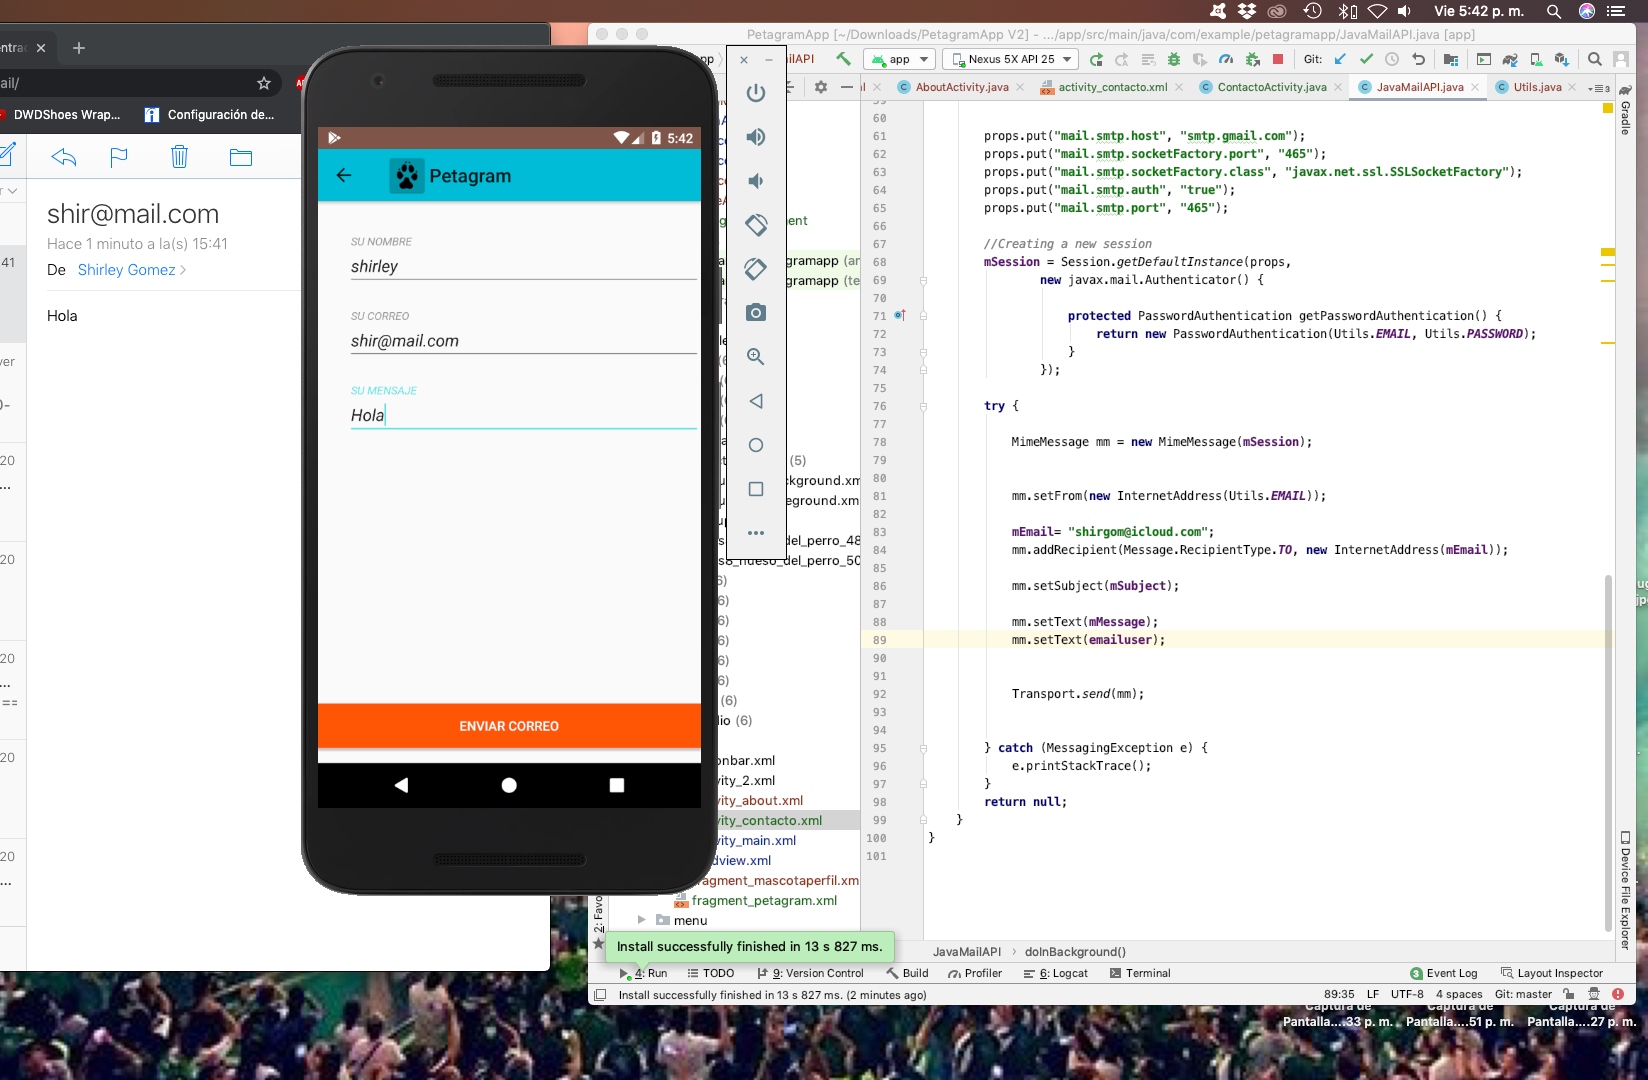 Vie 5:42 p. m.
PetagramApp [~/Downloads/PetagramApp V2] - .../app/src/main/java/com/example/petagramapp/JavaMailAPI.java [app]
app
Nexus 5X API 25
Git:
AboutActivity.java
activity_contacto.xml
ContactoActivity.java
JavaMailAPI.java
Utils.java
Gradle
ail/
DWDShoes Wrap...
Configuración de...
shir@mail.com
Hace 1 minuto a la(s) 15:41
De Shirley Gomez >
Hola
5:42
Petagram
SU NOMBRE
shirley
SU CORREO
shir@mail.com
SU MENSAJE
Hola
ENVIAR CORREO
gramapp
gramapp
(5)
ckground.xm
eground.xm
del_perro_48
del_perro_50
(6)
dio (6)
onbar.xml
vity_2.xml
vity_about.xml
vity_contacto.xml
vity_main.xml
dview.xml
fragment_mascotaperfil.xm
fragment_petagram.xml
menu
60
61 props.put("mail.smtp.host", "smtp.gmail.com");
62 props.put("mail.smtp.socketFactory.port", "465");
63 props.put("mail.smtp.socketFactory.class", "javax.net.ssl.SSLSocketFactory");
64 props.put("mail.smtp.auth", "true");
65 props.put("mail.smtp.port", "465");
66
67 //Creating a new session
68 mSession = Session.getDefaultInstance(props,
69 new javax.mail.Authenticator() {
70
71 protected PasswordAuthentication getPasswordAuthentication() {
72 return new PasswordAuthentication(Utils.EMAIL, Utils.PASSWORD);
73 }
74 });
75
76 try {
77
78 MimeMessage mm = new MimeMessage(mSession);
79
80
81 mm.setFrom(new InternetAddress(Utils.EMAIL));
82
83 mEmail= "shirgom@icloud.com";
84 mm.addRecipient(Message.RecipientType.TO, new InternetAddress(mEmail));
85
86 mm.setSubject(mSubject);
87
88 mm.setText(mMessage);
89 mm.setText(emailuser);
90
91
92 Transport.send(mm);
93
94
95 } catch (MessagingException e) {
96 e.printStackTrace();
97 }
98 return null;
99 }
100 }
101
Device File Explorer
2: Favo
Install successfully finished in 13 s 827 ms.
JavaMailAPI > doInBackground()
4: Run
TODO
9: Version Control
Build
Profiler
6: Logcat
Terminal
3 Event Log
Layout Inspector
Install successfully finished in 13 s 827 ms. (2 minutes ago)
89:35 LF UTF-8 4 spaces Git: master
Captura de Captura de Captura de
Pantalla....33 p. m. Pantalla....51 p. m. Pantalla....27 p. m.